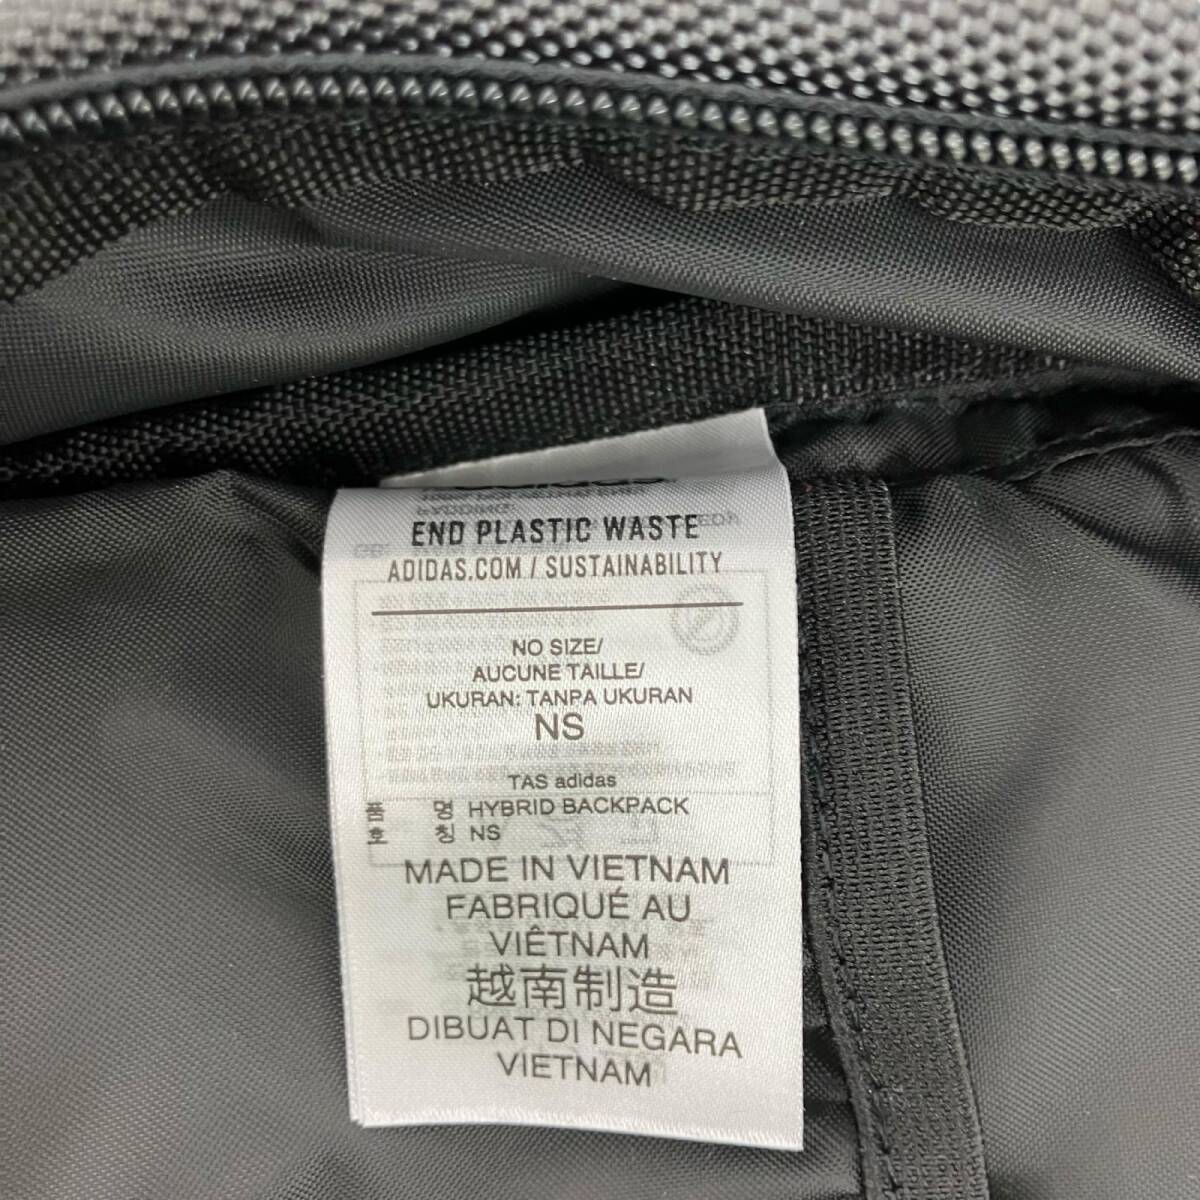 END PLASTIC WASTE
ADIDAS.COM / SUSTAINABILITY
NO SIZE/
AUCUNE TAILLE/
UKURAN: TANPA UKURAN
NS
TAS adidas
품 명 HYBRID BACKPACK
호 칭 NS
MADE IN VIETNAM
FABRIQUÉ AU
VIÊTNAM
越南制造
DIBUAT DI NEGARA
VIETNAM